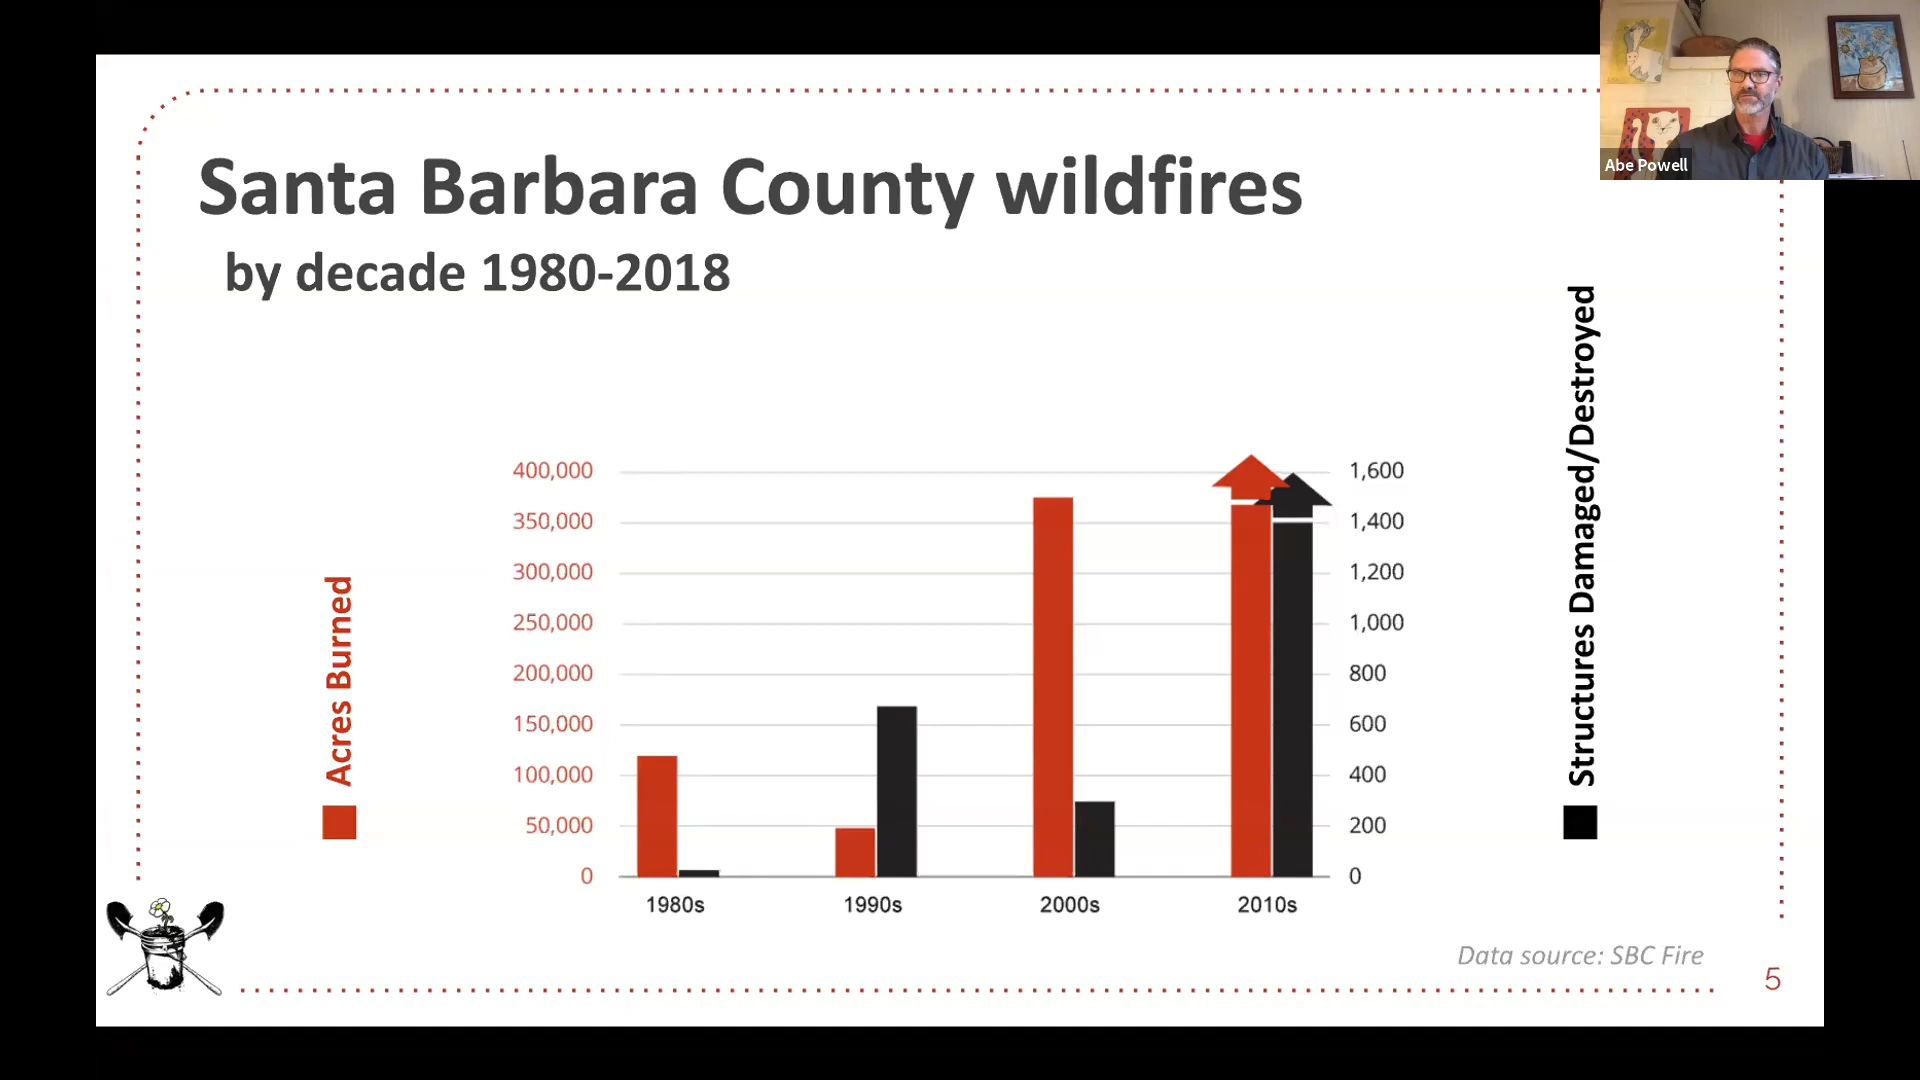 Santa Barbara County wildfires
by decade 1980-2018
Abe Powell
Acres Burned
400,000
350,000
300,000
250,000
200,000
150,000
100,000
50,000
0
1,600
1,400
1,200
1,000
800
600
400
200
0
1980s 1990s 2000s 2010s
Structures Damaged/Destroyed
Data source: SBC Fire
5